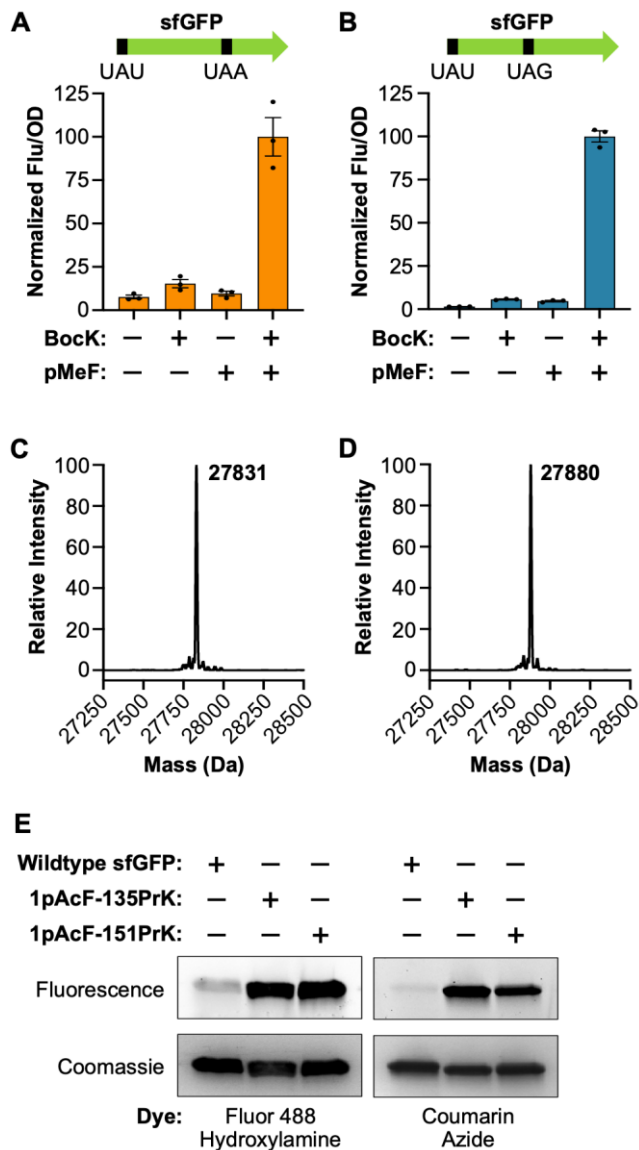 A
sfGFP
UAU UAA
Normalized Flu/OD
125
100
75
50
25
0
BocK: — + — +
pMeF: — — + +
B
sfGFP
UAU UAG
Normalized Flu/OD
125
100
75
50
25
0
BocK: — + — +
pMeF: — — + +
C
27831
Relative Intensity
100
80
60
40
20
0
27250 27500 27750 28000 28250 28500
Mass (Da)
D
27880
Relative Intensity
100
80
60
40
20
0
27250 27500 27750 28000 28250 28500
Mass (Da)
E
Wildtype sfGFP: + — — + — —
1pAcF-135PrK: — + — — + —
1pAcF-151PrK: — — + — — +
Fluorescence
Coomassie
Dye: Fluor 488 Coumarin
Hydroxylamine Azide